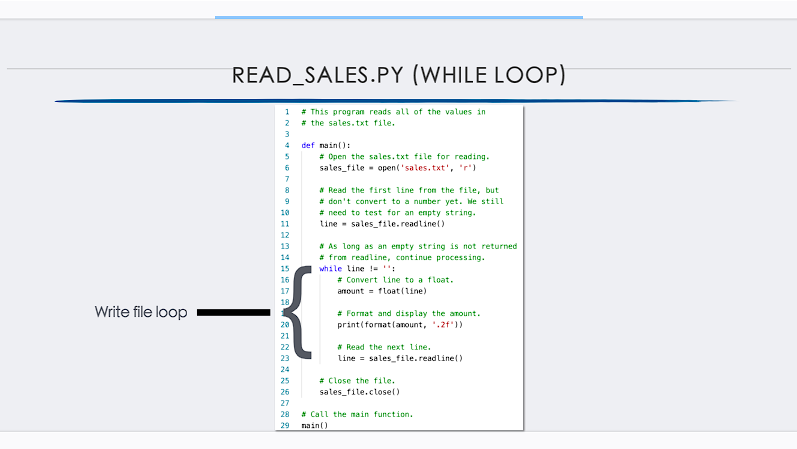 READ_SALES.PY (WHILE LOOP)
1 # This program reads all of the values in
2 # the sales.txt file.
3
4 def main():
5 # Open the sales.txt file for reading.
6 sales_file = open('sales.txt', 'r')
7
8 # Read the first line from the file, but
9 # don't convert to a number yet. We still
10 # need to test for an empty string.
11 line = sales_file.readline()
12
13 # As long as an empty string is not returned
14 # from readline, continue processing.
15 while line != '':
16 # Convert line to a float.
17 amount = float(line)
18
# Format and display the amount.
20 print(format(amount, '.2f'))
21
22 # Read the next line.
23 line = sales_file.readline()
24
25 # Close the file.
26 sales_file.close()
27
28 # Call the main function.
29 main()
Write file loop